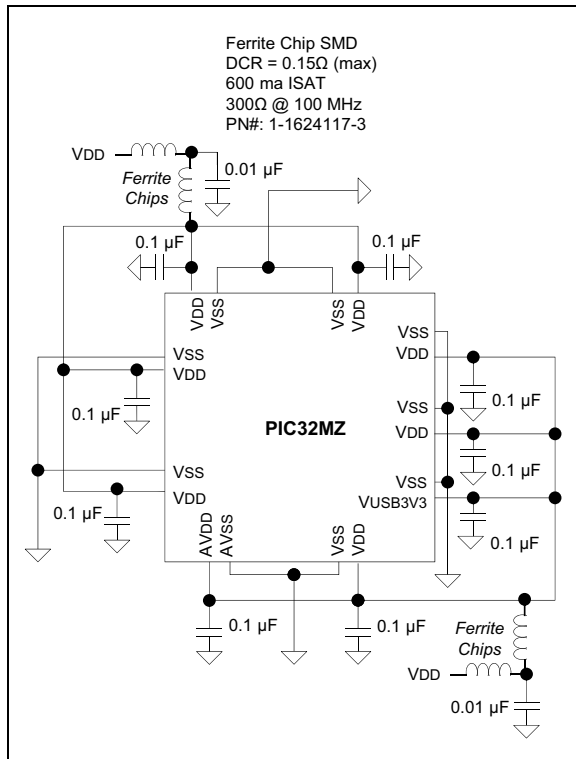 Ferrite Chip SMD
DCR = 0.15Ω (max)
600 ma ISAT
300Ω @ 100 MHz
PN#: 1-1624117-3
VDD
0.01 µF
Ferrite
Chips
0.1 µF
0.1 µF
VDD
VSS
VSS
VDD
VSS
VDD
0.1 µF
VSS
VDD
0.1 µF
PIC32MZ
VSS
VDD
0.1 µF
VSS
VDD
0.1 µF
VSS
VUSB3V3
0.1 µF
AVDD
AVSS
VSS
VDD
0.1 µF
0.1 µF
Ferrite
Chips
VDD
0.01 µF